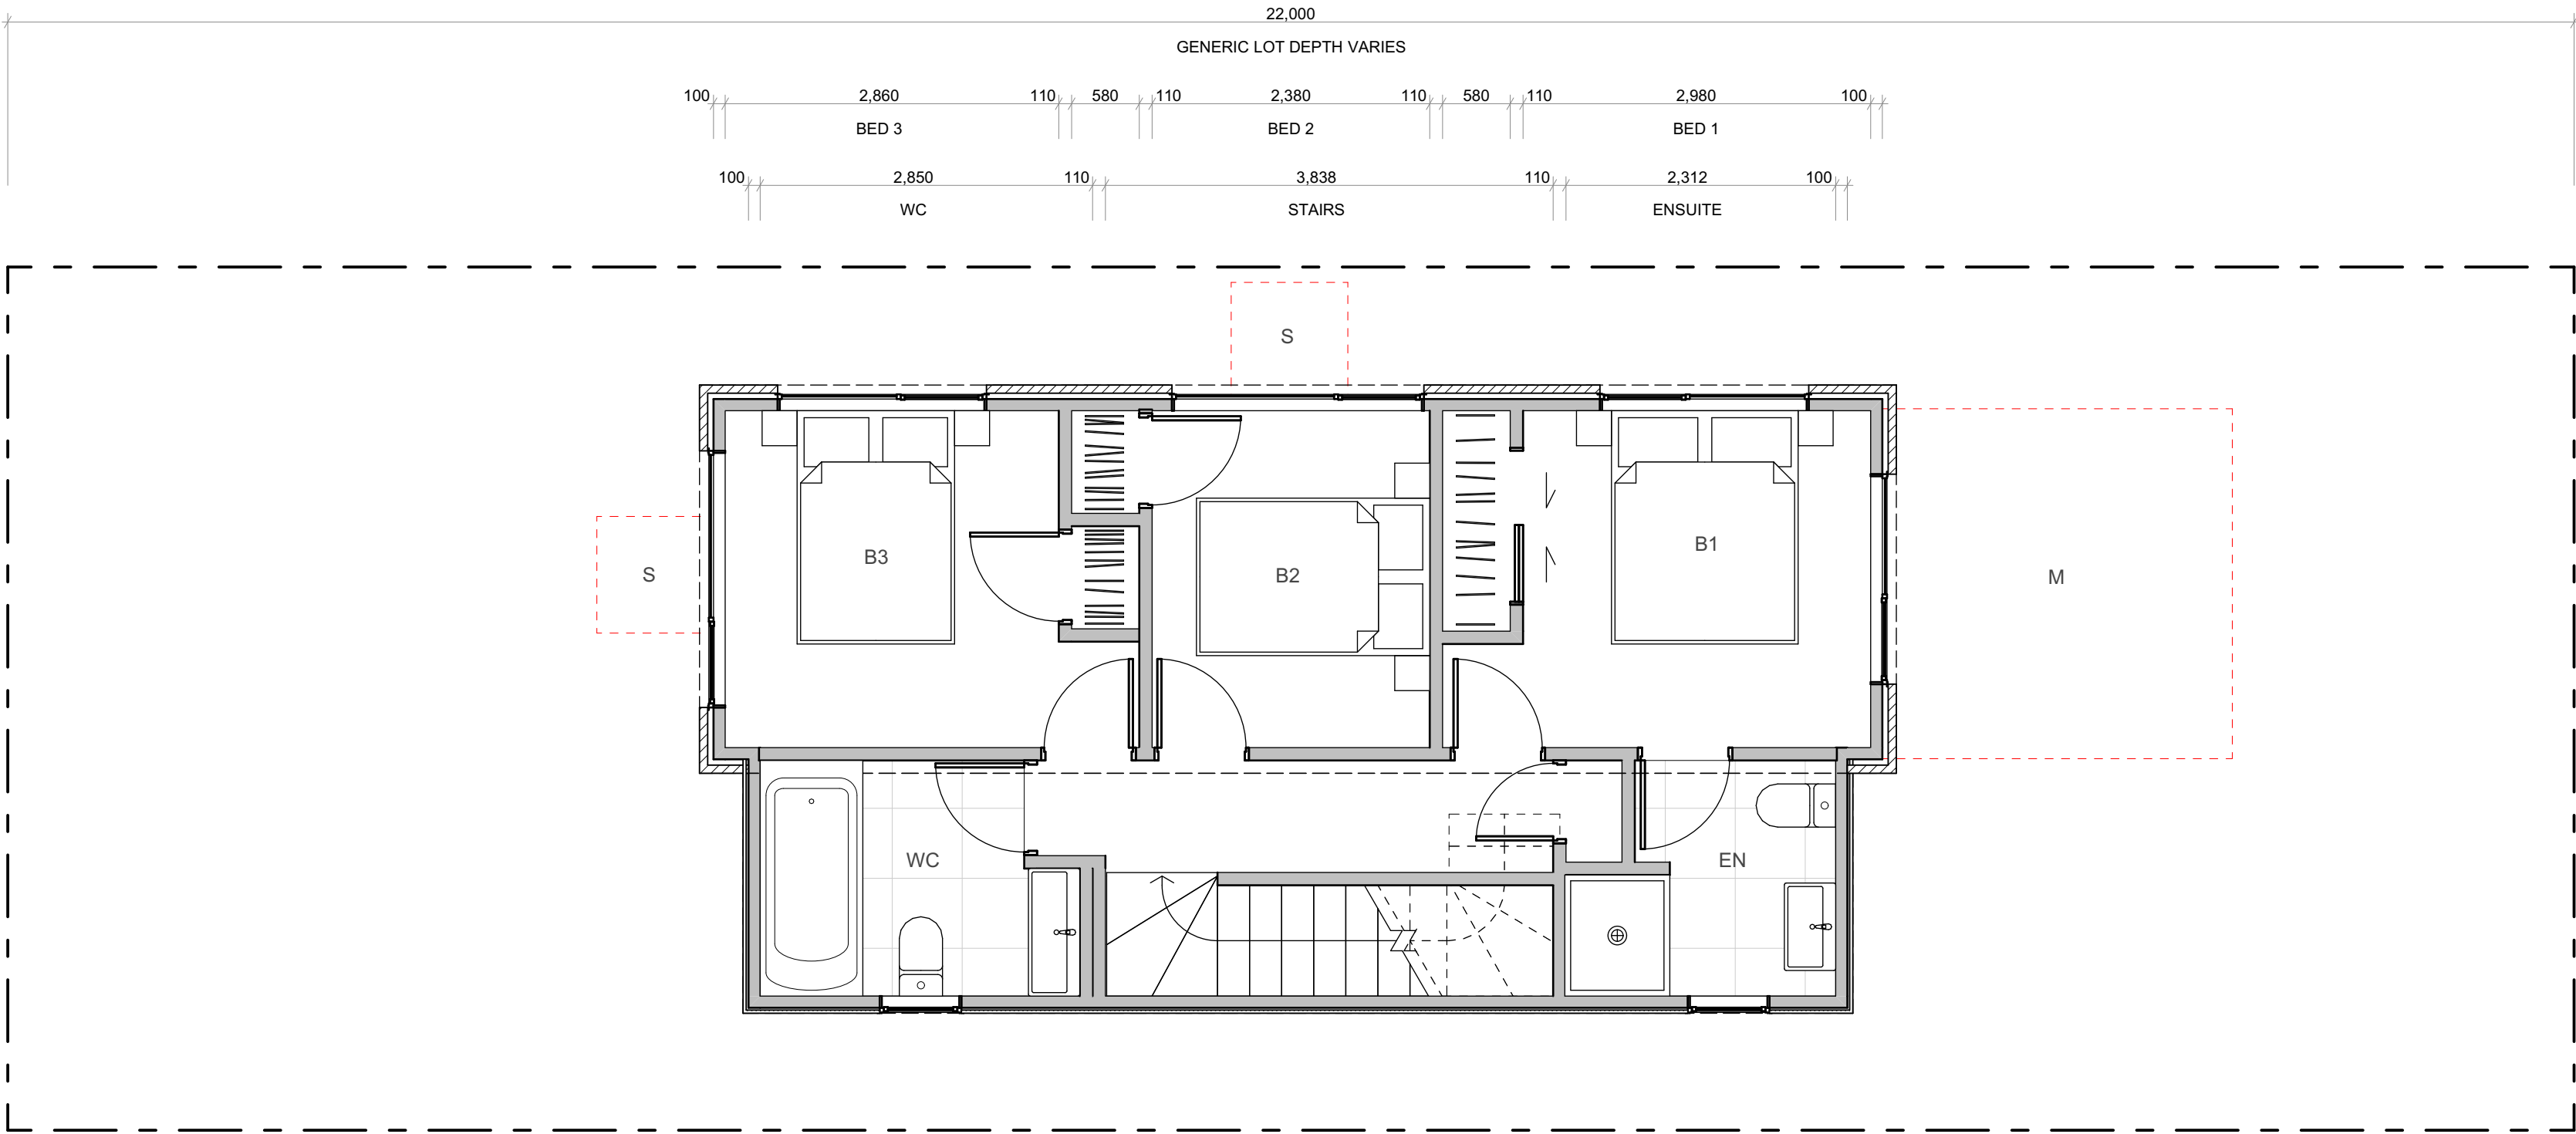 22,000
GENERIC LOT DEPTH VARIES
100 2,860 110 580 110 2,380 110 580 110 2,980 100
BED 3 BED 2 BED 1
100 2,850 110 3,838 110 2,312 100
WC STAIRS ENSUITE
S
B1
B3
S B2 M
WC EN